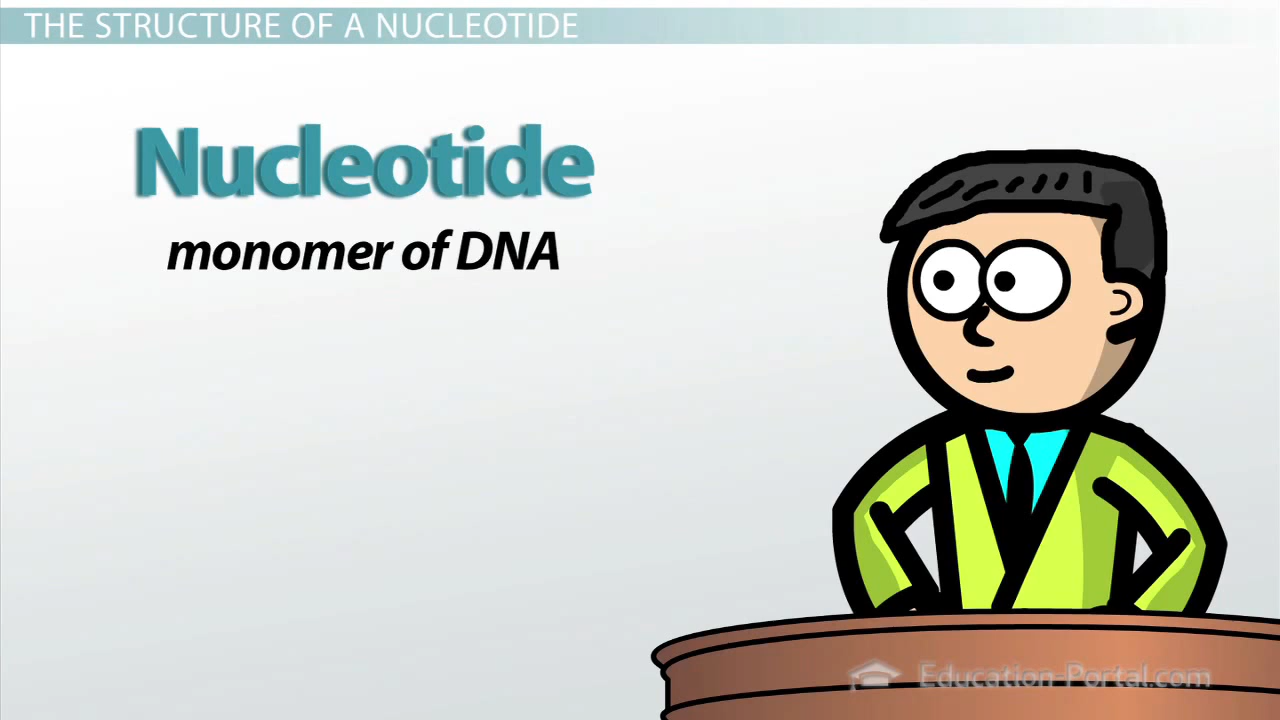 THE STRUCTURE OF A NUCLEOTIDE
Nucleotide
monomer of DNA
Education-Portal.com